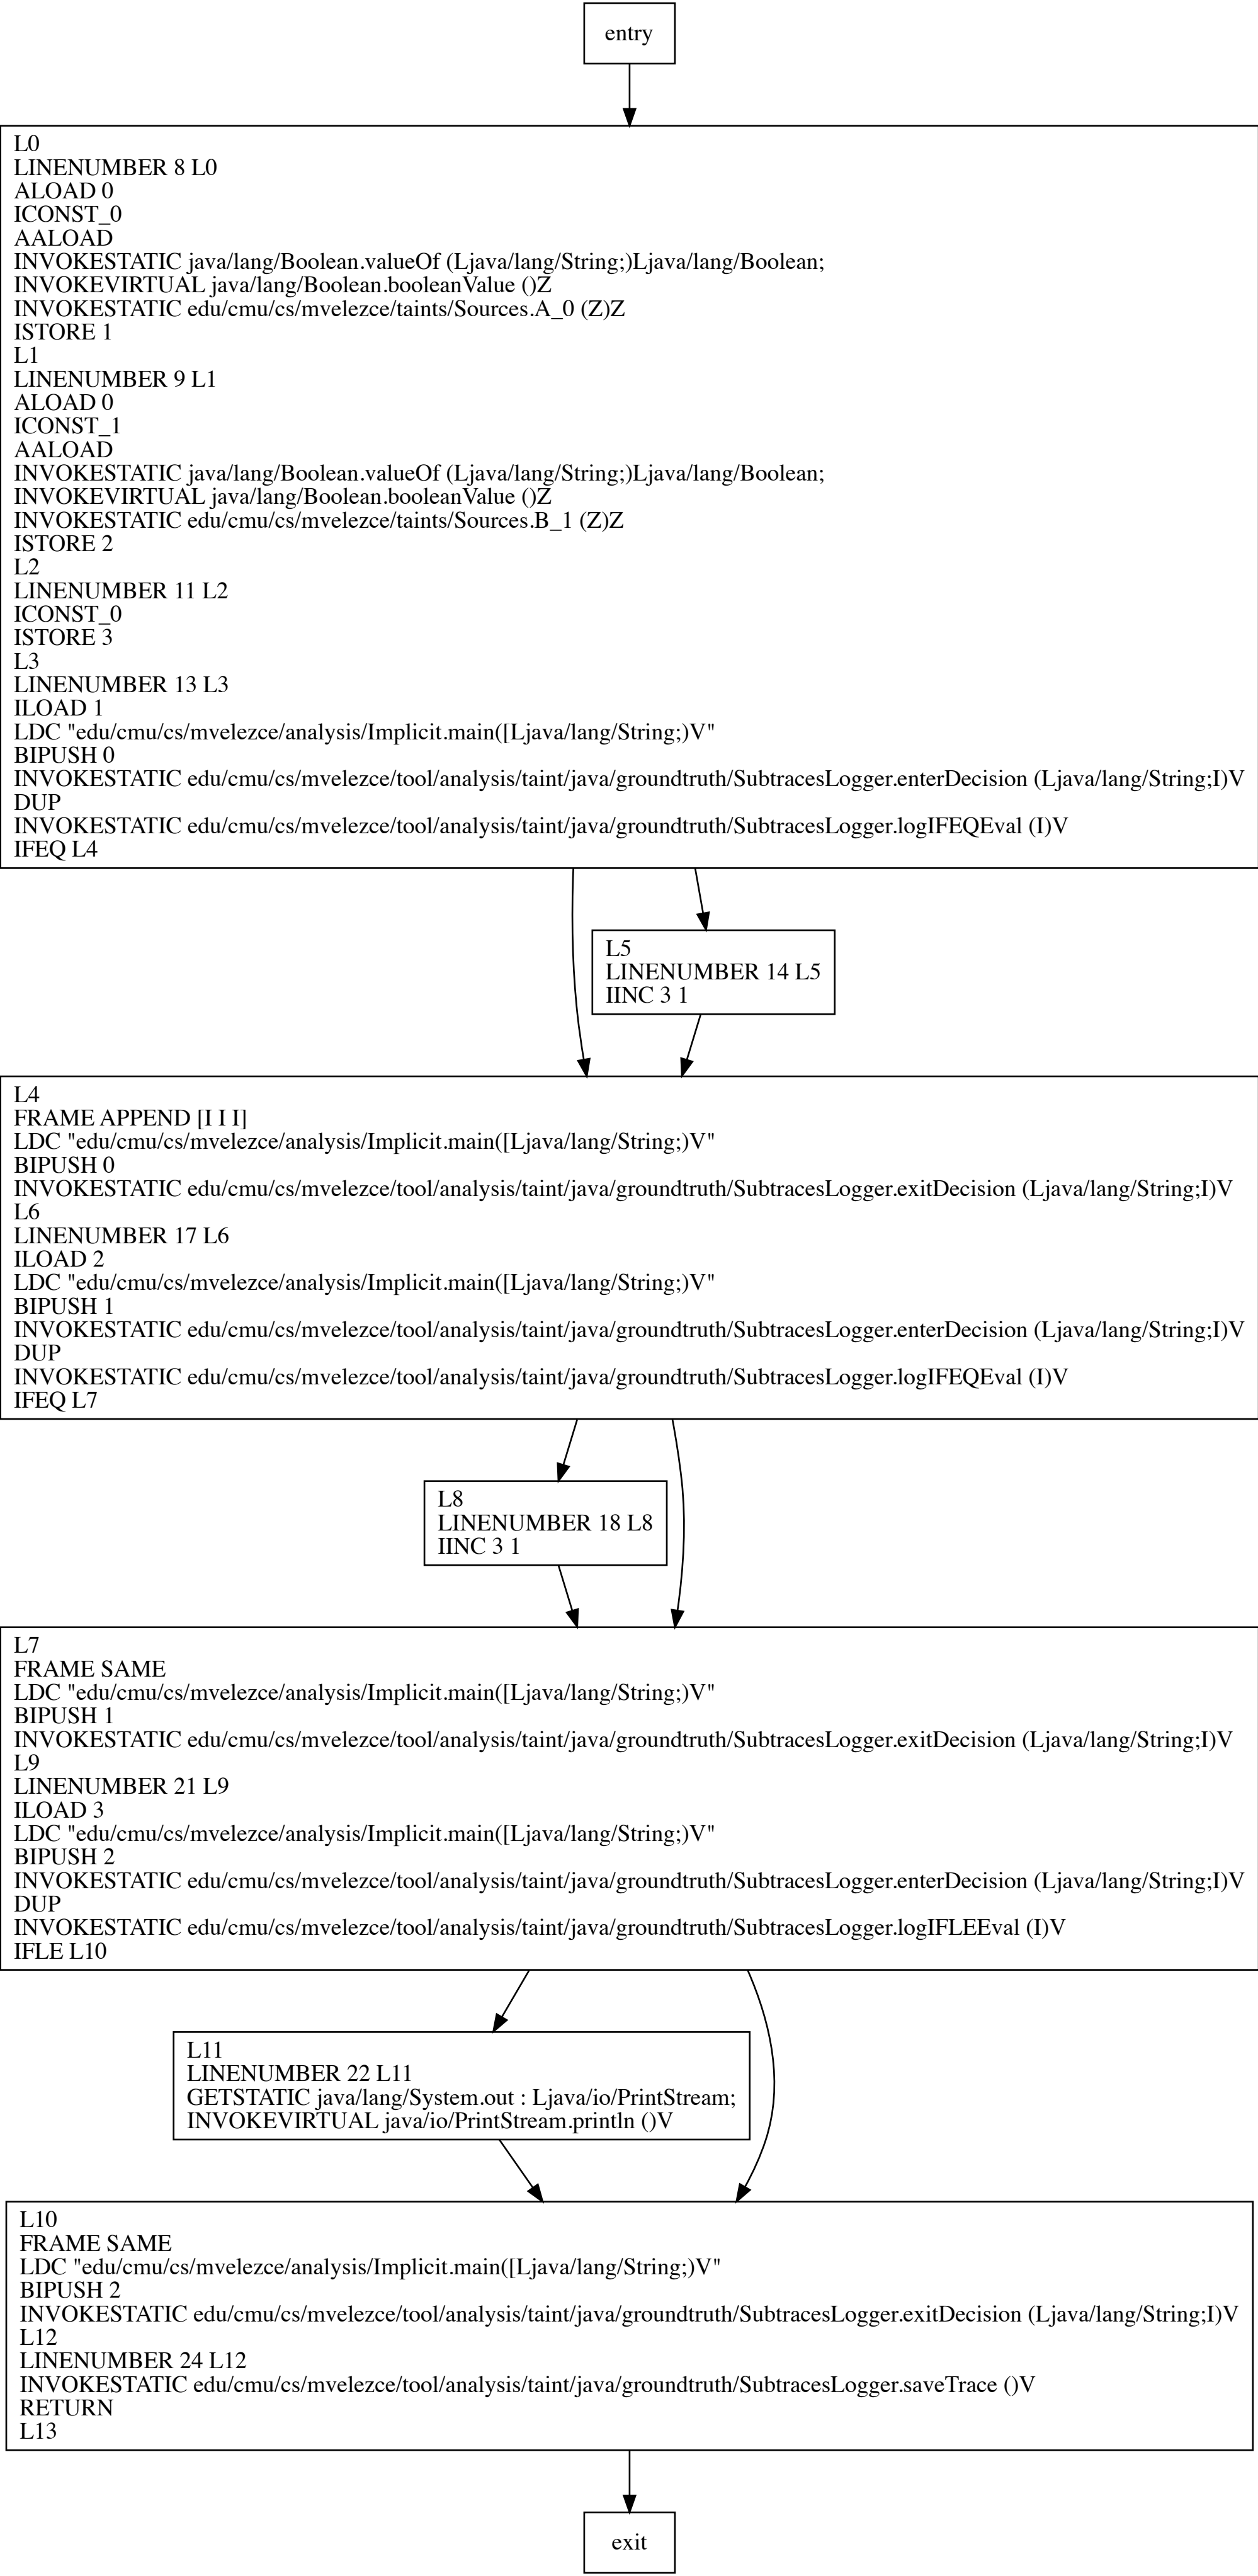 entry
L0
LINENUMBER 8 L0
ALOAD 0
ICONST_0
AALOAD
INVOKESTATIC java/lang/Boolean.valueOf (Ljava/lang/String;)Ljava/lang/Boolean;
INVOKEVIRTUAL java/lang/Boolean.booleanValue ()Z
INVOKESTATIC edu/cmu/cs/mvelezce/taints/Sources.A_0 (Z)Z
ISTORE 1
L1
LINENUMBER 9 L1
ALOAD 0
ICONST_1
AALOAD
INVOKESTATIC java/lang/Boolean.valueOf (Ljava/lang/String;)Ljava/lang/Boolean;
INVOKEVIRTUAL java/lang/Boolean.booleanValue ()Z
INVOKESTATIC edu/cmu/cs/mvelezce/taints/Sources.B_1 (Z)Z
ISTORE 2
L2
LINENUMBER 11 L2
ICONST_0
ISTORE 3
L3
LINENUMBER 13 L3
ILOAD 1
LDC "edu/cmu/cs/mvelezce/analysis/Implicit.main([Ljava/lang/String;)V"
BIPUSH 0
INVOKESTATIC edu/cmu/cs/mvelezce/tool/analysis/taint/java/groundtruth/SubtracesLogger.enterDecision (Ljava/lang/String;I)V
DUP
INVOKESTATIC edu/cmu/cs/mvelezce/tool/analysis/taint/java/groundtruth/SubtracesLogger.logIFEQEval (I)V
IFEQ L4
L5
LINENUMBER 14 L5
IINC 3 1
L4
FRAME APPEND [I I I]
LDC "edu/cmu/cs/mvelezce/analysis/Implicit.main([Ljava/lang/String;)V"
BIPUSH 0
INVOKESTATIC edu/cmu/cs/mvelezce/tool/analysis/taint/java/groundtruth/SubtracesLogger.exitDecision (Ljava/lang/String;I)V
L6
LINENUMBER 17 L6
ILOAD 2
LDC "edu/cmu/cs/mvelezce/analysis/Implicit.main([Ljava/lang/String;)V"
BIPUSH 1
INVOKESTATIC edu/cmu/cs/mvelezce/tool/analysis/taint/java/groundtruth/SubtracesLogger.enterDecision (Ljava/lang/String;I)V
DUP
INVOKESTATIC edu/cmu/cs/mvelezce/tool/analysis/taint/java/groundtruth/SubtracesLogger.logIFEQEval (I)V
IFEQ L7
L8
LINENUMBER 18 L8
IINC 3 1
L7
FRAME SAME
LDC "edu/cmu/cs/mvelezce/analysis/Implicit.main([Ljava/lang/String;)V"
BIPUSH 1
INVOKESTATIC edu/cmu/cs/mvelezce/tool/analysis/taint/java/groundtruth/SubtracesLogger.exitDecision (Ljava/lang/String;I)V
L9
LINENUMBER 21 L9
ILOAD 3
LDC "edu/cmu/cs/mvelezce/analysis/Implicit.main([Ljava/lang/String;)V"
BIPUSH 2
INVOKESTATIC edu/cmu/cs/mvelezce/tool/analysis/taint/java/groundtruth/SubtracesLogger.enterDecision (Ljava/lang/String;I)V
DUP
INVOKESTATIC edu/cmu/cs/mvelezce/tool/analysis/taint/java/groundtruth/SubtracesLogger.logIFLEEval (I)V
IFLE L10
L11
LINENUMBER 22 L11
GETSTATIC java/lang/System.out : Ljava/io/PrintStream;
INVOKEVIRTUAL java/io/PrintStream.println ()V
L10
FRAME SAME
LDC "edu/cmu/cs/mvelezce/analysis/Implicit.main([Ljava/lang/String;)V"
BIPUSH 2
INVOKESTATIC edu/cmu/cs/mvelezce/tool/analysis/taint/java/groundtruth/SubtracesLogger.exitDecision (Ljava/lang/String;I)V
L12
LINENUMBER 24 L12
INVOKESTATIC edu/cmu/cs/mvelezce/tool/analysis/taint/java/groundtruth/SubtracesLogger.saveTrace ()V
RETURN
L13
exit